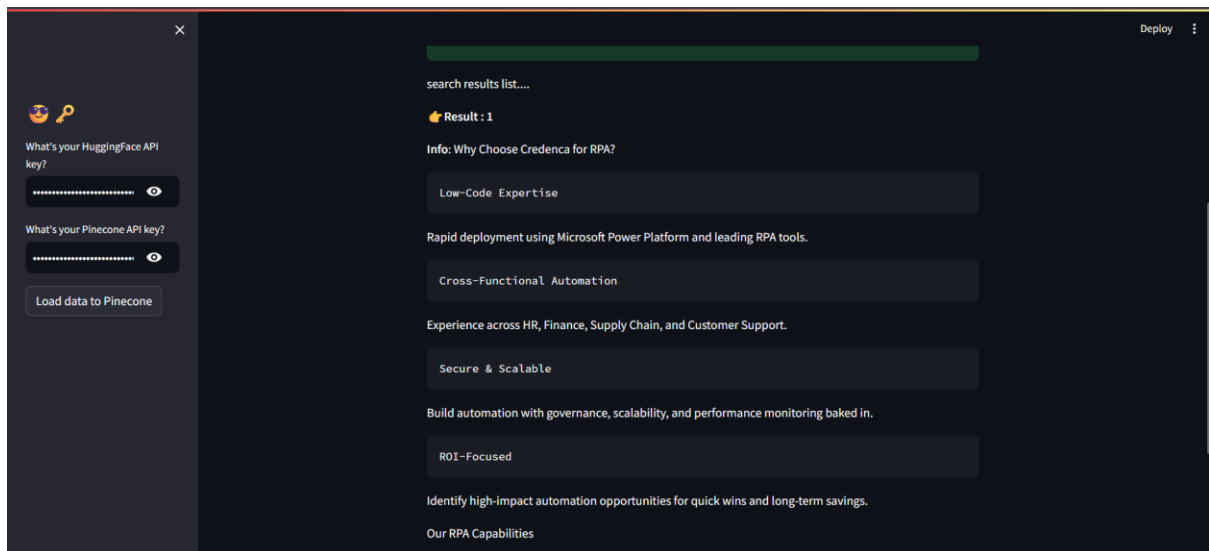 Deploy
What's your HuggingFace API
key?
What's your Pinecone API key?
Load data to Pinecone
search results list....
Result : 1
Info: Why Choose Credenca for RPA?
Low-Code Expertise
Rapid deployment using Microsoft Power Platform and leading RPA tools.
Cross-Functional Automation
Experience across HR, Finance, Supply Chain, and Customer Support.
Secure & Scalable
Build automation with governance, scalability, and performance monitoring baked in.
ROI-Focused
Identify high-impact automation opportunities for quick wins and long-term savings.
Our RPA Capabilities